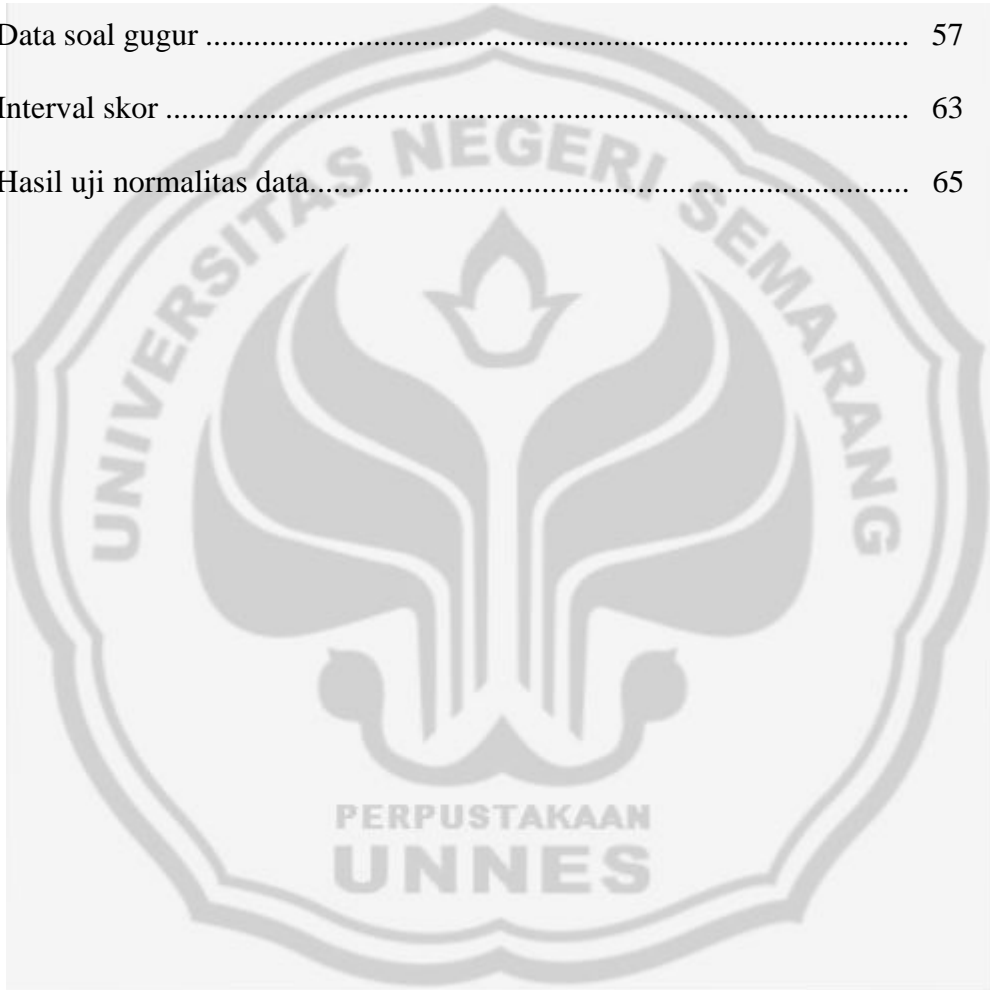 Data soal gugur ........................................................................................ 57
Interval skor ............................................................................................. 63
Hasil uji normalitas data........................................................................... 65
UNIVERSITAS NEGERI SEMARANG
PERPUSTAKAAN
UNNES